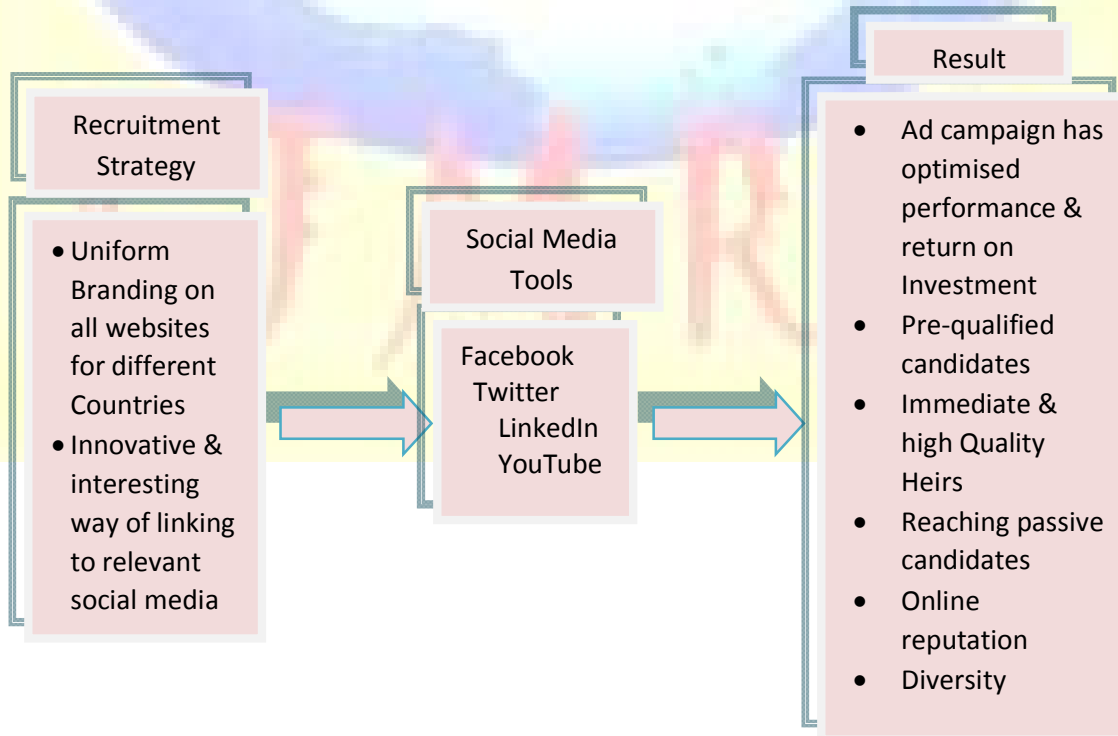 Recruitment
Strategy
• Uniform
Branding on
all websites
for different
Countries
• Innovative &
interesting
way of linking
to relevant
social media
Social Media
Tools
Facebook
Twitter
LinkedIn
YouTube
Result
• Ad campaign has
optimised
performance &
return on
Investment
• Pre-qualified
candidates
• Immediate &
high Quality
Heirs
• Reaching passive
candidates
• Online
reputation
• Diversity